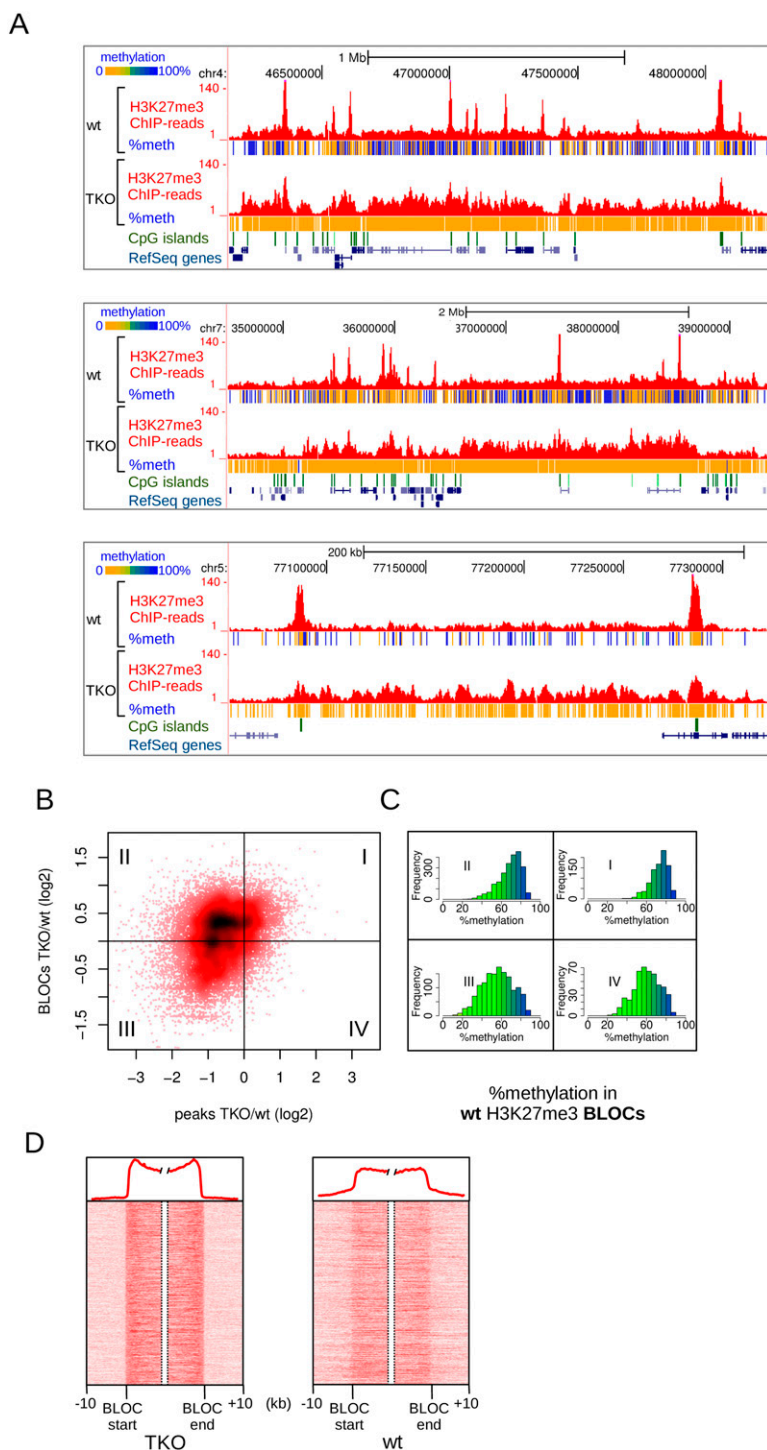 A
methylation
0 100%
1 Mb
chr4: 46500000 47000000 47500000 48000000
140
wt
H3K27me3
ChIP-reads
1
%meth
140
TKO
H3K27me3
ChIP-reads
1
%meth
CpG islands
RefSeq genes
methylation
0 100%
2 Mb
chr7: 35000000 36000000 37000000 38000000 39000000
140
wt
H3K27me3
ChIP-reads
1
%meth
140
TKO
H3K27me3
ChIP-reads
1
%meth
CpG islands
RefSeq genes
methylation
0 100%
200 kb
chr5: 77100000 77150000 77200000 77250000 77300000
140
wt
H3K27me3
ChIP-reads
1
%meth
140
TKO
H3K27me3
ChIP-reads
1
%meth
CpG islands
RefSeq genes
B
BLOCs TKO/wt (log2)
1.5
0.5
−0.5
−1.5
II I
III IV
−3 −2 −1 0 1 2 3
peaks TKO/wt (log2)
C
II
Frequency
0 300
0 20 60 100
%methylation
I
Frequency
0 150
0 20 60 100
%methylation
III
Frequency
0 100
0 20 60 100
%methylation
IV
Frequency
0 30 70
0 20 60 100
%methylation
%methylation in
wt H3K27me3 BLOCs
D
-10 BLOC start BLOC end +10
TKO
(kb)
-10 BLOC start BLOC end +10
wt